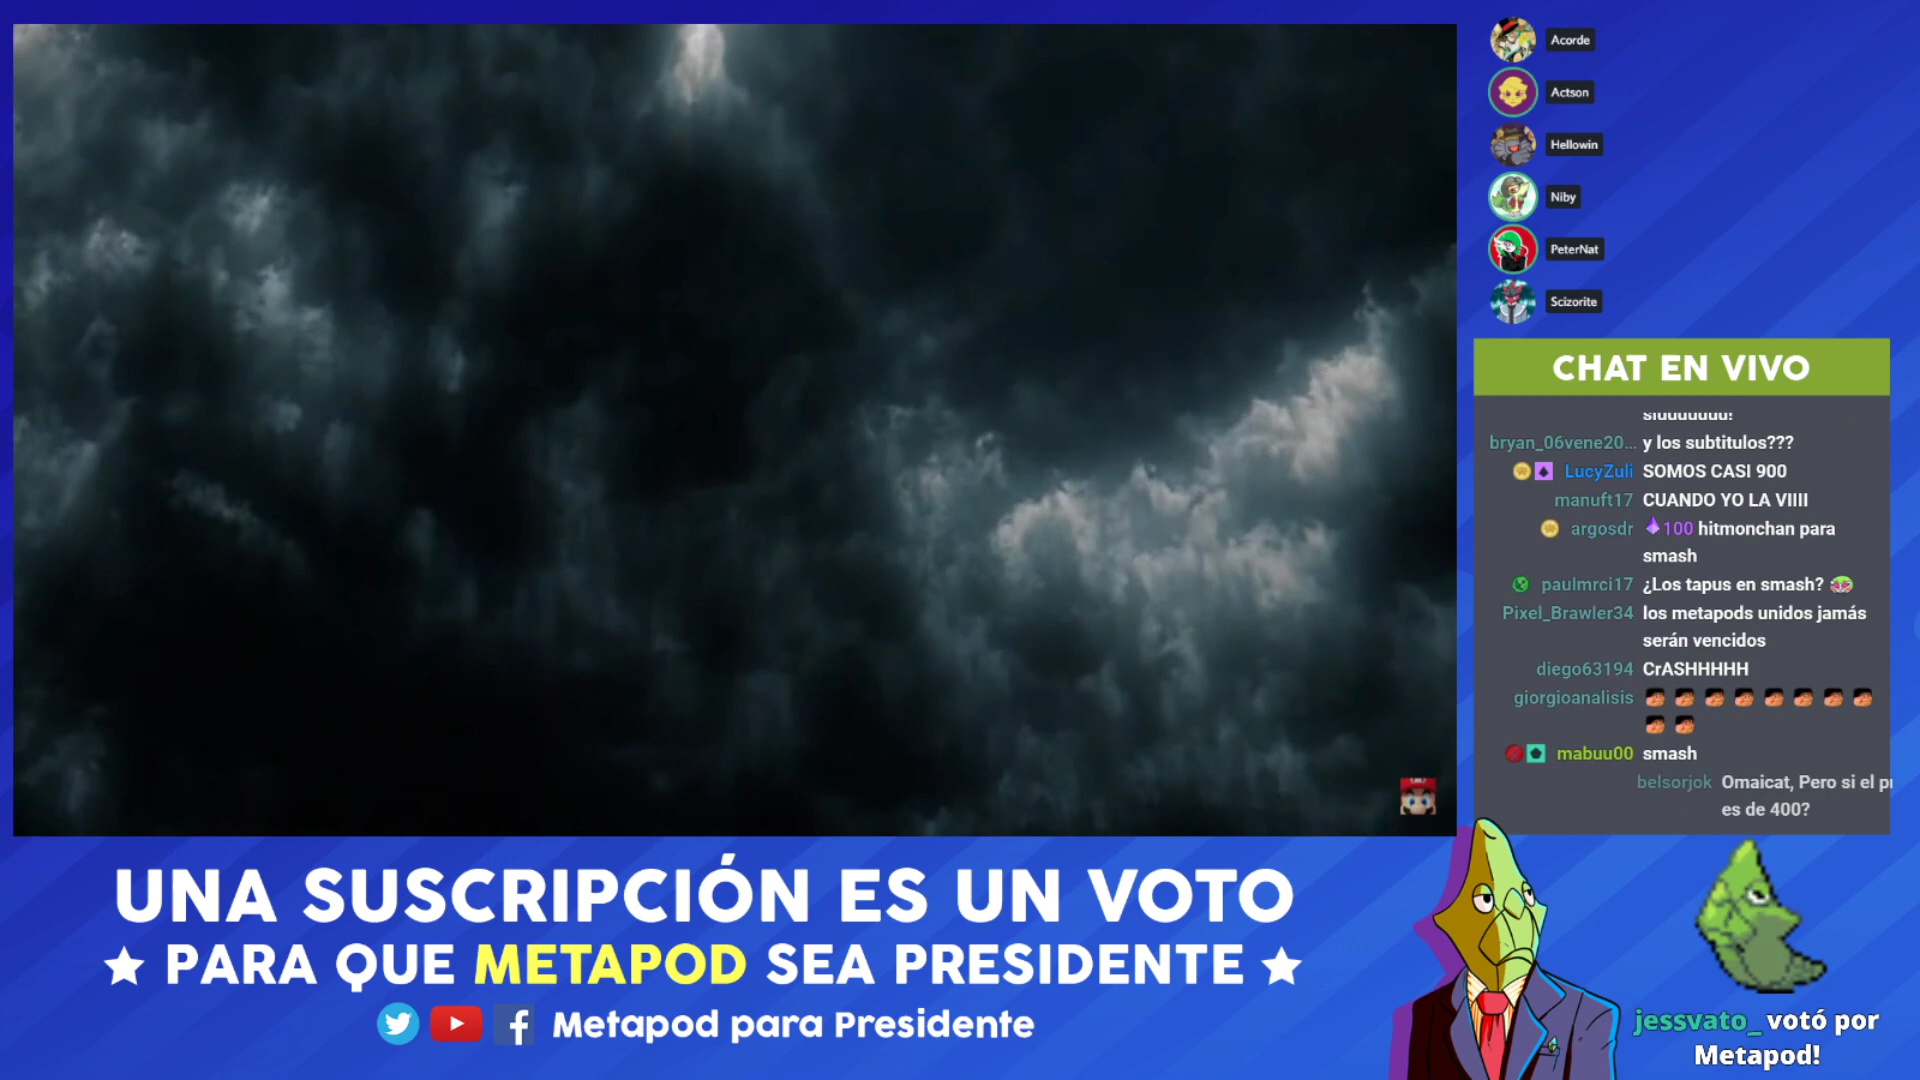 Acorde
Actson
Hellowin
Niby
PeterNat
Scizorite
CHAT EN VIVO
siuuuuuu!
bryan_06vene20... y los subtitulos???
LucyZuli SOMOS CASI 900
manuft17 CUANDO YO LA VIIII
argosdr 100 hitmonchan para
smash
paulmrci17 ¿Los tapus en smash?
Pixel_Brawler34 los metapods unidos jamás
serán vencidos
diego63194 CrASHHHHH
giorgioanalisis
mabuu00 smash
belsorjok Omaicat, Pero si el
es de 400?
UNA SUSCRIPCIÓN ES UN VOTO
PARA QUE METAPOD SEA PRESIDENTE
Metapod para Presidente
jessvato_ votó por
Metapod!